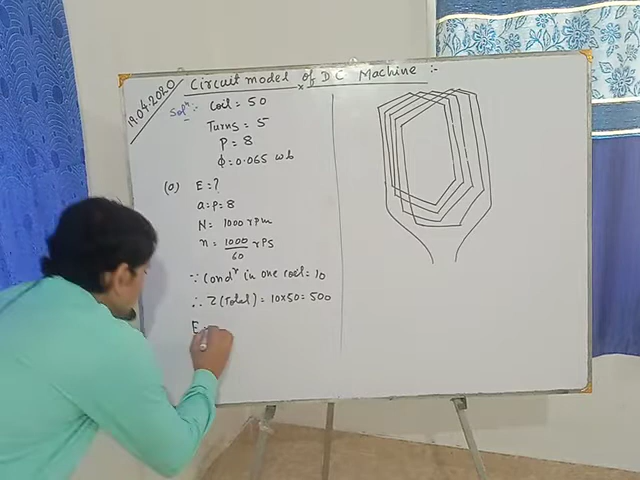 19.04.2020
Circuit model of DC Machine :-
Solⁿ :- Coil = 50
Turns = 5
P = 8
Φ = 0.065 wb
(a) E = ?
a = P = 8
N = 1000 rpm
n = 1000/60 rps
∵ Condʳ in one coil = 10
∴ Z (Total) = 10×50 = 500
E =